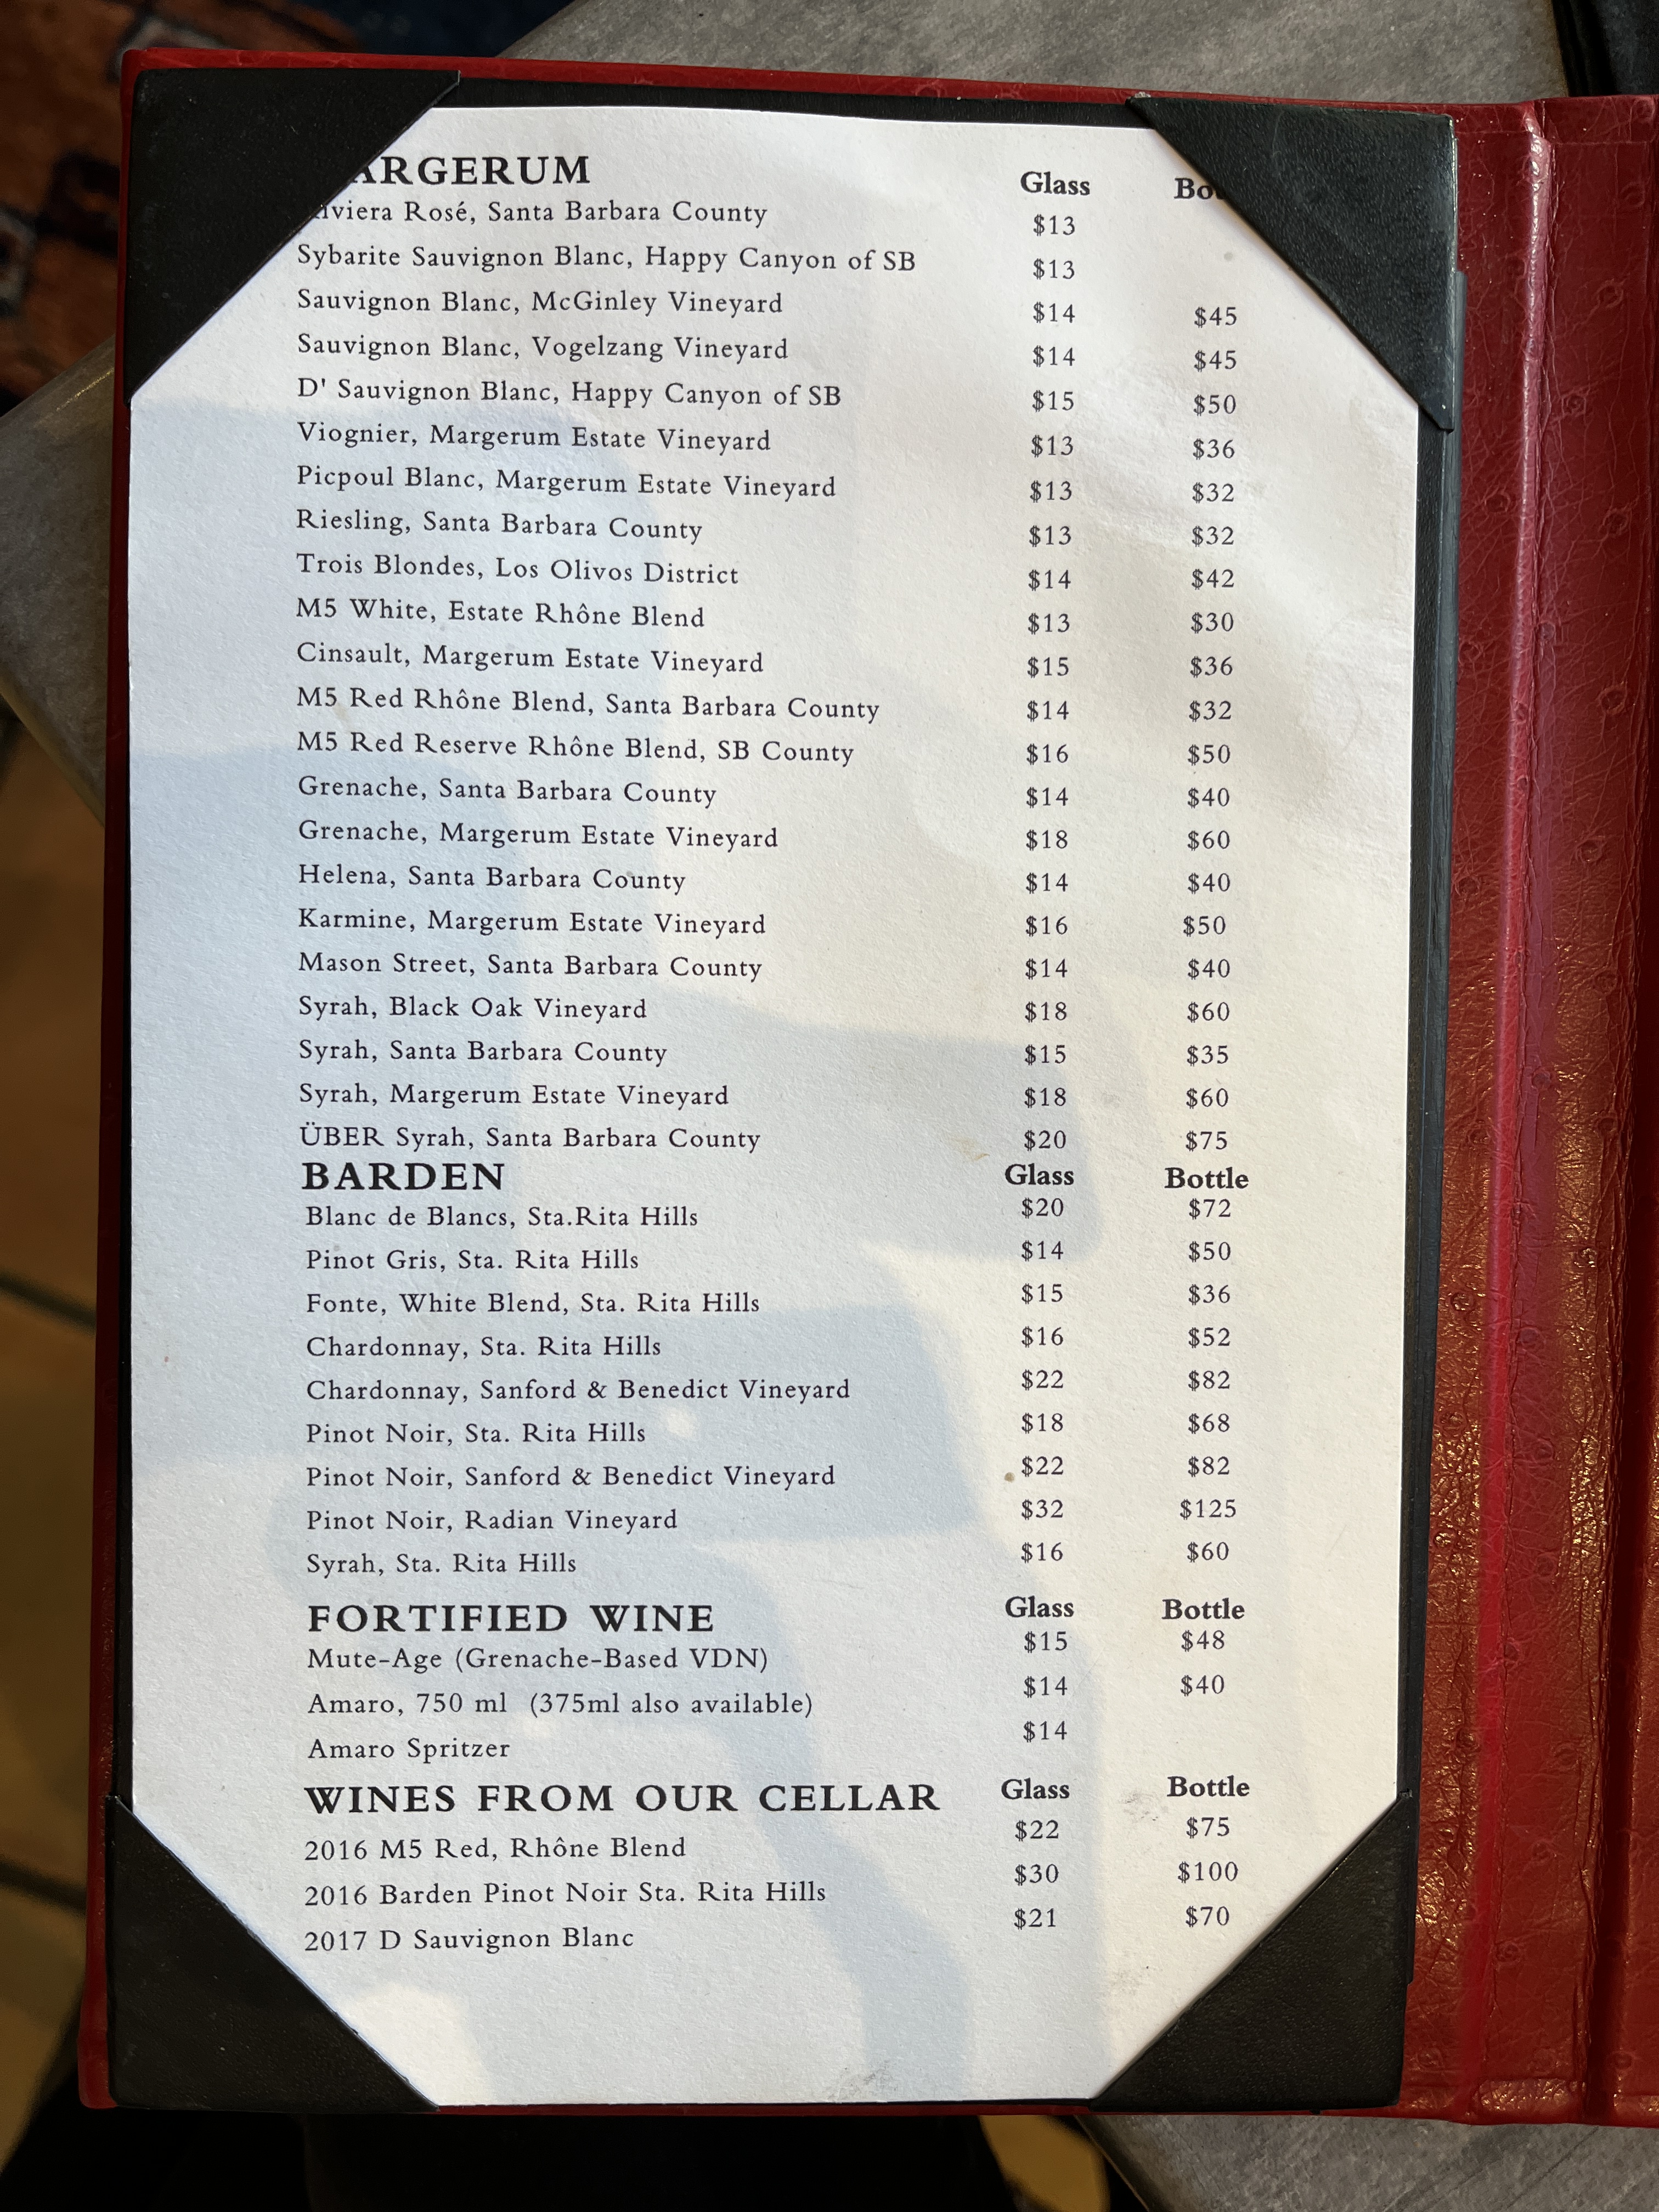 ARGERUM Glass Bo
iviera Rosé, Santa Barbara County $13
Sybarite Sauvignon Blanc, Happy Canyon of SB $13
Sauvignon Blanc, McGinley Vineyard $14 $45
Sauvignon Blanc, Vogelzang Vineyard $14 $45
D' Sauvignon Blanc, Happy Canyon of SB $15 $50
Viognier, Margerum Estate Vineyard $13 $36
Picpoul Blanc, Margerum Estate Vineyard $13 $32
Riesling, Santa Barbara County $13 $32
Trois Blondes, Los Olivos District $14 $42
M5 White, Estate Rhône Blend $13 $30
Cinsault, Margerum Estate Vineyard $15 $36
M5 Red Rhône Blend, Santa Barbara County $14 $32
M5 Red Reserve Rhône Blend, SB County $16 $50
Grenache, Santa Barbara County $14 $40
Grenache, Margerum Estate Vineyard $18 $60
Helena, Santa Barbara County $14 $40
Karmine, Margerum Estate Vineyard $16 $50
Mason Street, Santa Barbara County $14 $40
Syrah, Black Oak Vineyard $18 $60
Syrah, Santa Barbara County $15 $35
Syrah, Margerum Estate Vineyard $18 $60
ÜBER Syrah, Santa Barbara County $20 $75
BARDEN Glass Bottle
Blanc de Blancs, Sta.Rita Hills $20 $72
Pinot Gris, Sta. Rita Hills $14 $50
Fonte, White Blend, Sta. Rita Hills $15 $36
Chardonnay, Sta. Rita Hills $16 $52
Chardonnay, Sanford & Benedict Vineyard $22 $82
Pinot Noir, Sta. Rita Hills $18 $68
Pinot Noir, Sanford & Benedict Vineyard $22 $82
Pinot Noir, Radian Vineyard $32 $125
Syrah, Sta. Rita Hills $16 $60
FORTIFIED WINE Glass Bottle
Mute-Age (Grenache-Based VDN) $15 $48
Amaro, 750 ml (375ml also available) $14 $40
Amaro Spritzer $14
WINES FROM OUR CELLAR Glass Bottle
2016 M5 Red, Rhône Blend $22 $75
2016 Barden Pinot Noir Sta. Rita Hills $30 $100
2017 D Sauvignon Blanc $21 $70